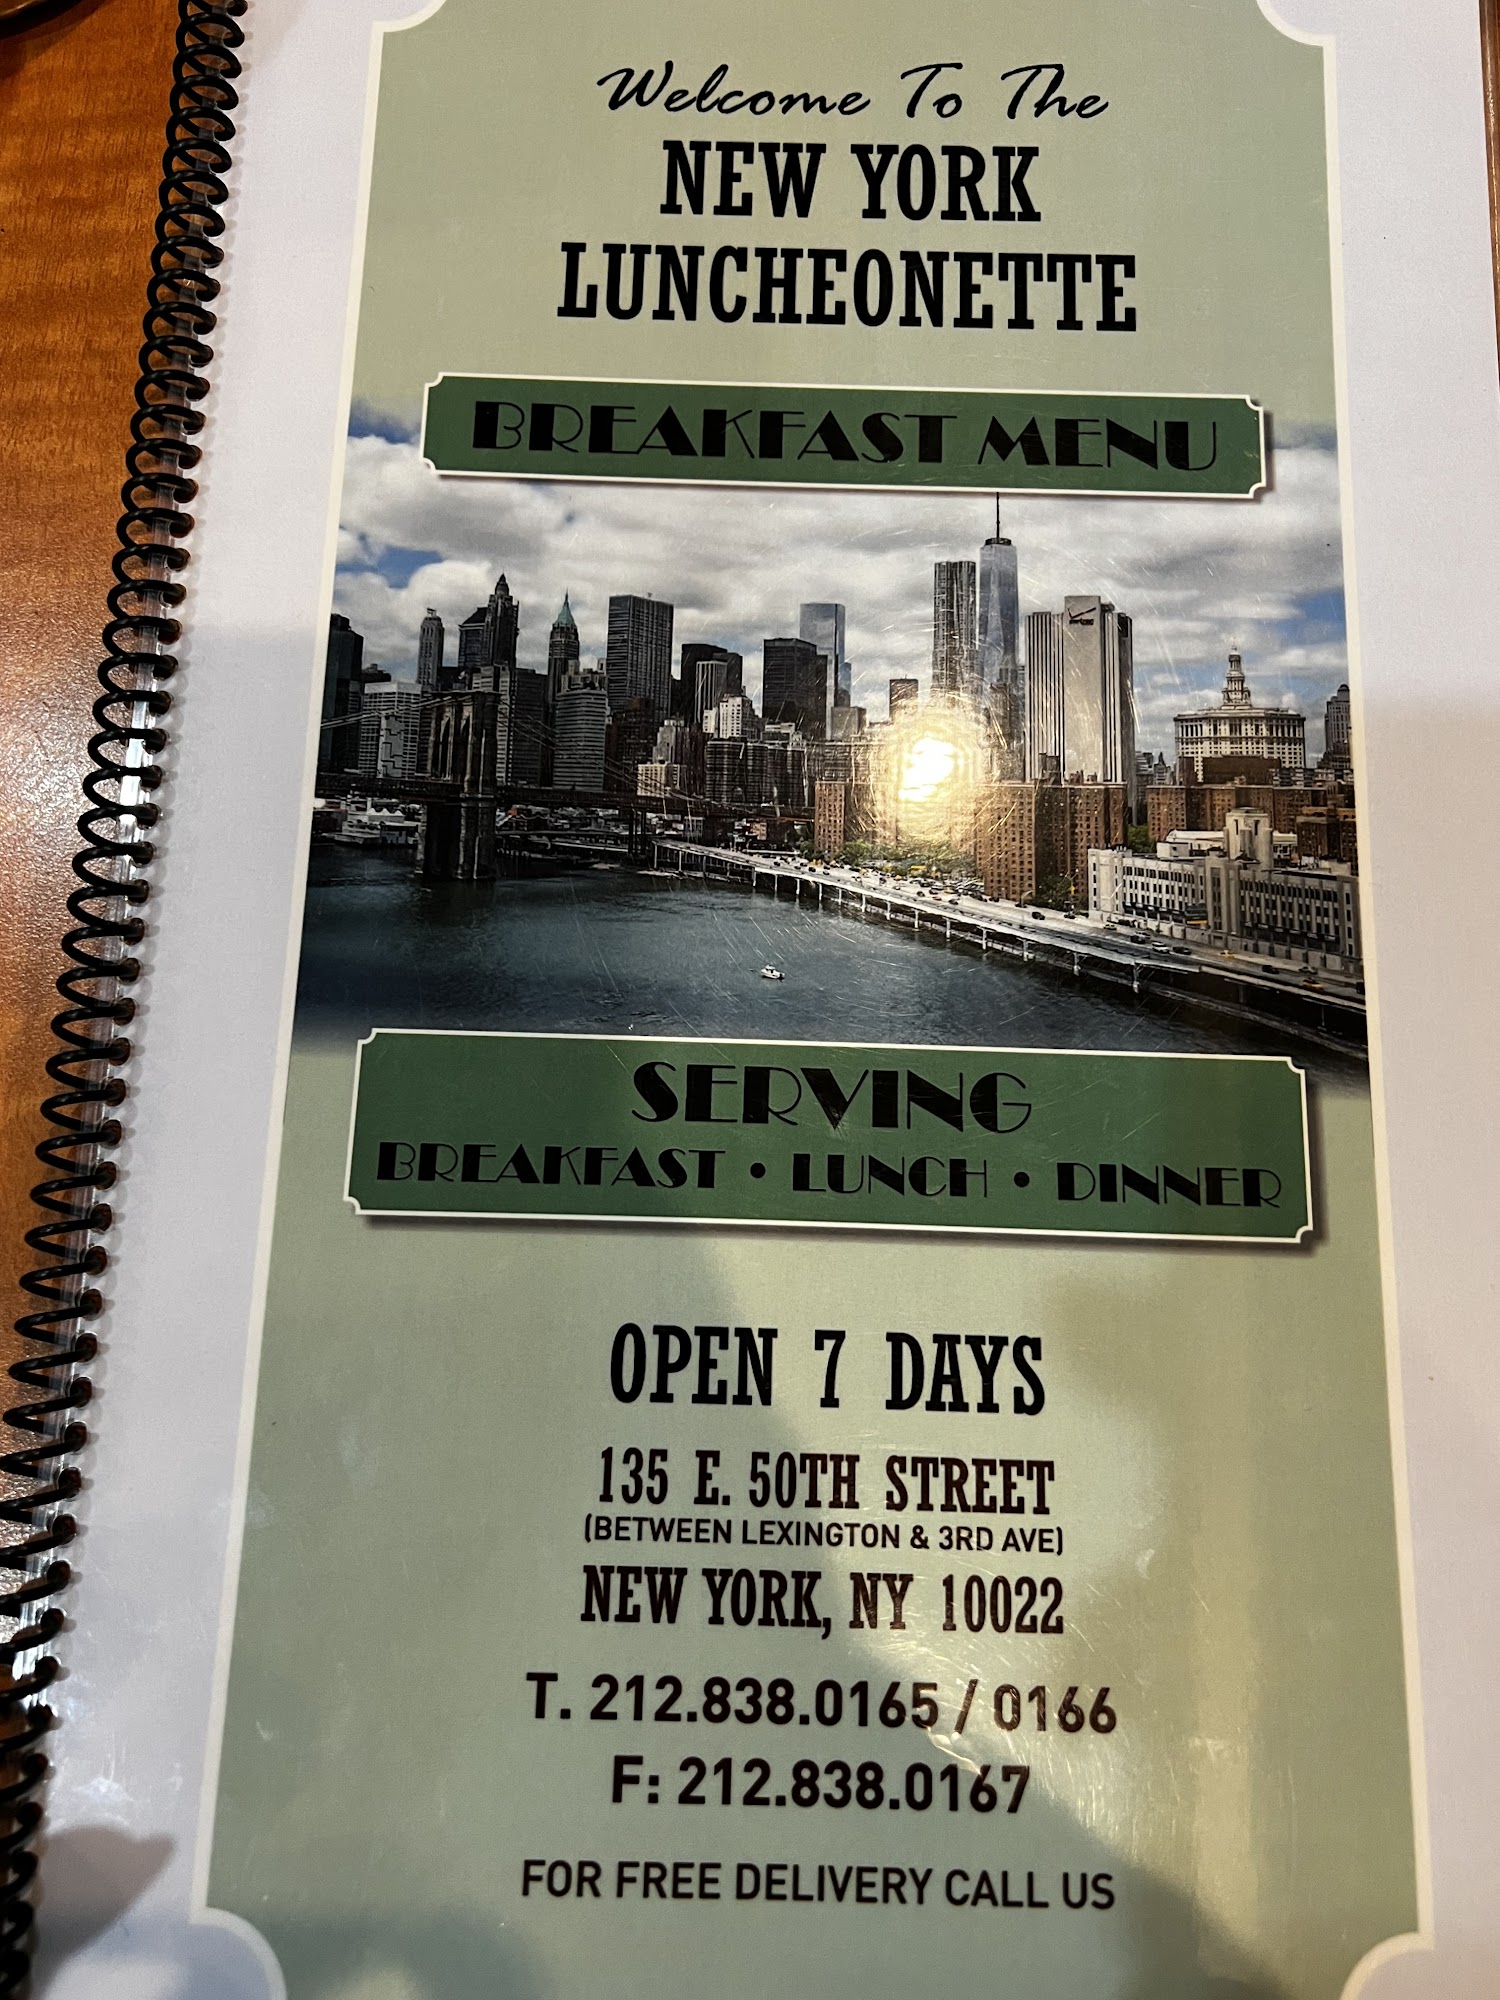 Welcome To The
NEW YORK
LUNCHEONETTE
BREAKFAST MENU
verizon
SERVING
BREAKFAST • LUNCH • DINNER
OPEN 7 DAYS
135 E. 50TH STREET
(BETWEEN LEXINGTON & 3RD AVE)
NEW YORK, NY 10022
T. 212.838.0165 / 0166
F: 212.838.0167
FOR FREE DELIVERY CALL US